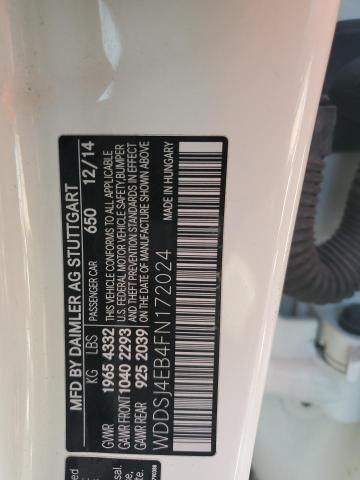 MFD BY DAIMLER AG STUTTGART
PASSENGER CAR 650 12/14
KG LBS
GVWR 1965 4332
GAWR FRONT 1040 2293
GAWR REAR 925 2039
THIS VEHICLE CONFORMS TO ALL APPLICABLE
U.S. FEDERAL MOTOR VEHICLE SAFETY, BUMPER
AND THEFT PREVENTION STANDARDS IN EFFECT
ON THE DATE OF MANUFACTURE SHOWN ABOVE
WDDSJ4EB4FN172024
MADE IN HUNGARY